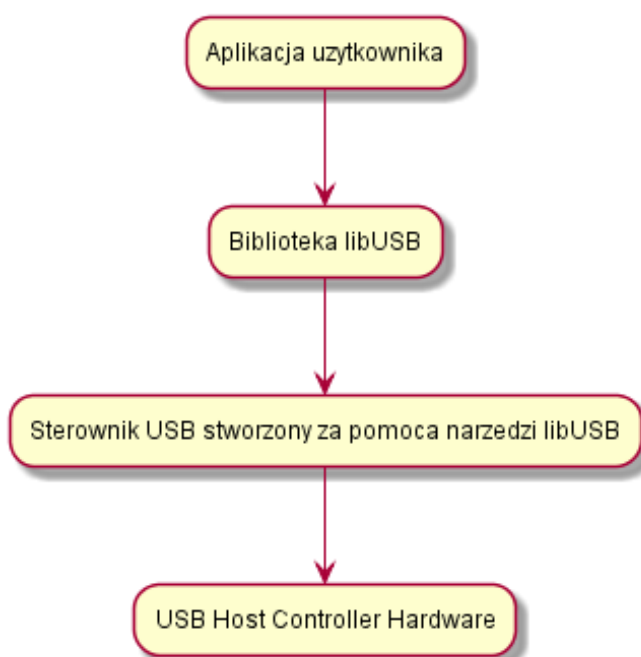 Aplikacja uzytkownika
Biblioteka libUSB
Sterownik USB stworzony za pomoca narzedzi libUSB
USB Host Controller Hardware